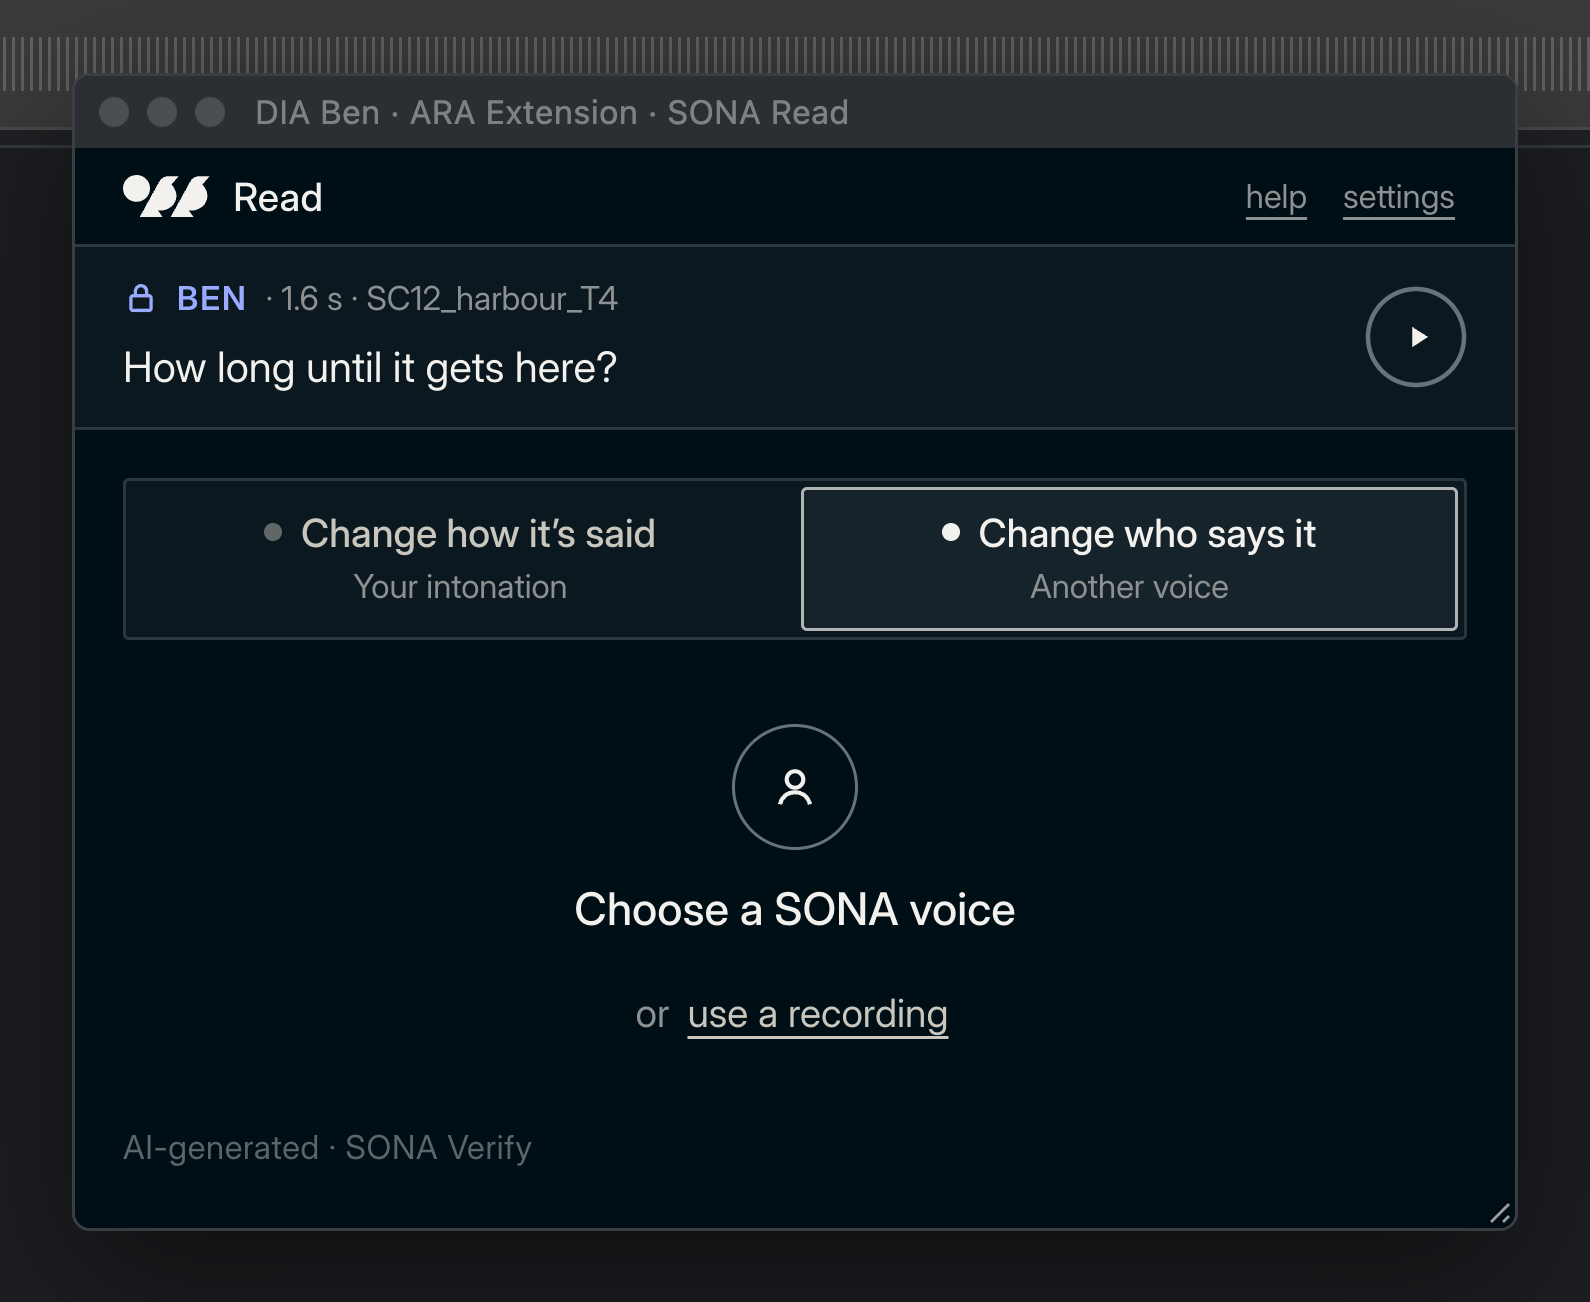 DIA Ben · ARA Extension · SONA Read
Read
help settings
BEN · 1.6 s · SC12_harbour_T4
How long until it gets here?
Change how it’s said
Your intonation
Change who says it
Another voice
Choose a SONA voice
or use a recording
AI-generated · SONA Verify